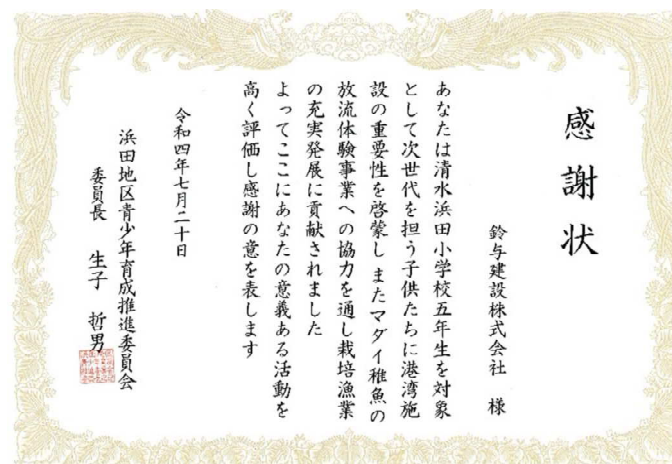 感謝状
鈴与建設株式会社 様
あなたは清水浜田小学校五年生を対象
として次世代を担う子供たちに港湾施
設の重要性を啓蒙しまたマダイ稚魚の
放流体験事業への協力を通し栽培漁業
の充実発展に貢献されました
よってここにあなたの意義ある活動を
高く評価し感謝の意を表します
令和四年七月二十日
浜田地区青少年育成推進委員会
委員長 生子 哲男